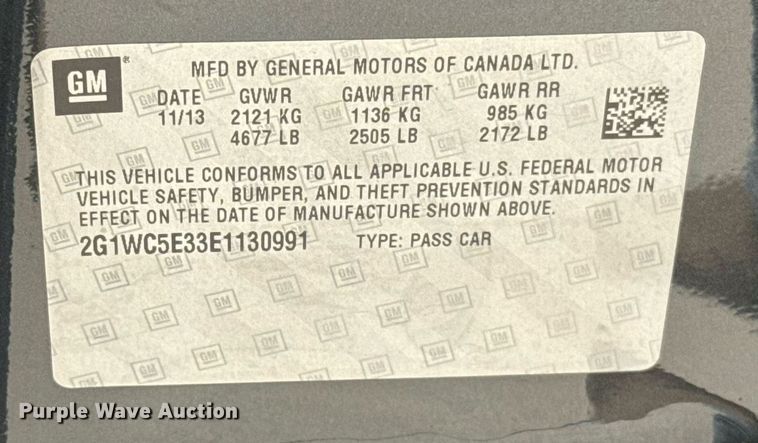 GM®
MFD BY GENERAL MOTORS OF CANADA LTD.
DATE GVWR GAWR FRT GAWR RR
11/13 2121 KG 1136 KG 985 KG
4677 LB 2505 LB 2172 LB
THIS VEHICLE CONFORMS TO ALL APPLICABLE U.S. FEDERAL MOTOR
VEHICLE SAFETY, BUMPER, AND THEFT PREVENTION STANDARDS IN
EFFECT ON THE DATE OF MANUFACTURE SHOWN ABOVE.
2G1WC5E33E1130991 TYPE: PASS CAR
Purple Wave Auction